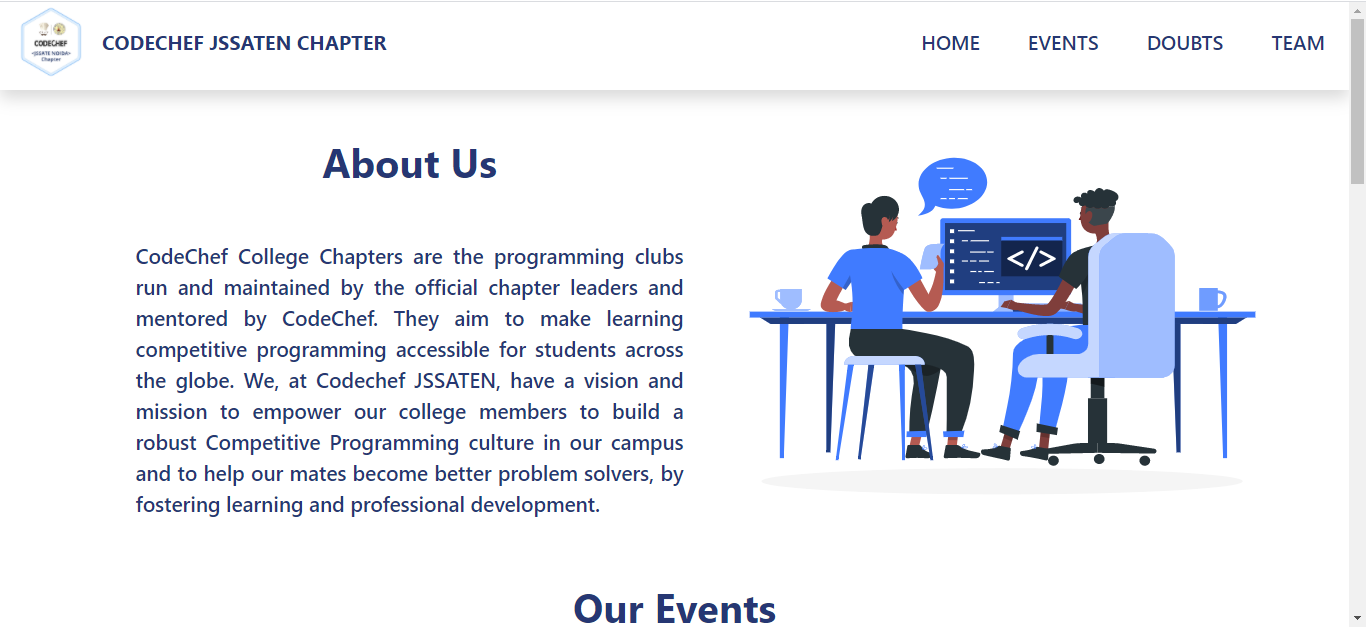 CODECHEF
<JSSATE NOIDA>
Chapter
CODECHEF JSSATEN CHAPTER
HOME
EVENTS
DOUBTS
TEAM
About Us
CodeChef College Chapters are the programming clubs
run and maintained by the official chapter leaders and
mentored by CodeChef. They aim to make learning
competitive programming accessible for students across
the globe. We, at Codechef JSSATEN, have a vision and
mission to empower our college members to build a
robust Competitive Programming culture in our campus
and to help our mates become better problem solvers, by
fostering learning and professional development.
</>
Our Events